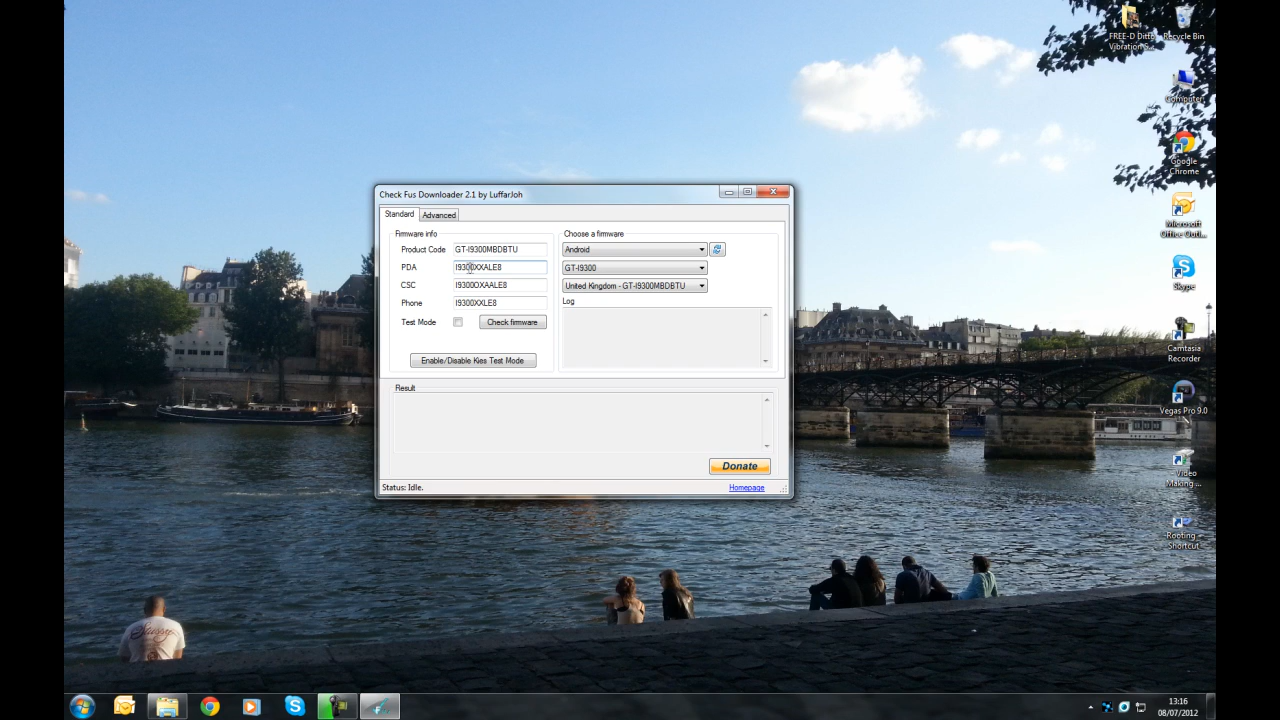 FREE-D Ditto
Vibration S...
Recycle Bin
Computer
Google
Chrome
Microsoft
Office Outl...
Skype
Camtasia
Recorder
Vegas Pro 9.0
Video
Making ...
Rooting -
Shortcut
Check Fus Downloader 2.1 by LuffarJoh
Standard
Advanced
Firmware info
Product Code GT-I9300MBDBTU
PDA I9300XXALE8
CSC I9300OXAALE8
Phone I9300XXLE8
Test Mode Check firmware
Enable/Disable Kies Test Mode
Choose a firmware
Android
GT-I9300
United Kingdom - GT-I9300MBDBTU
Log
Result
Donate
Status: Idle.
Homepage
13:16
08/07/2012